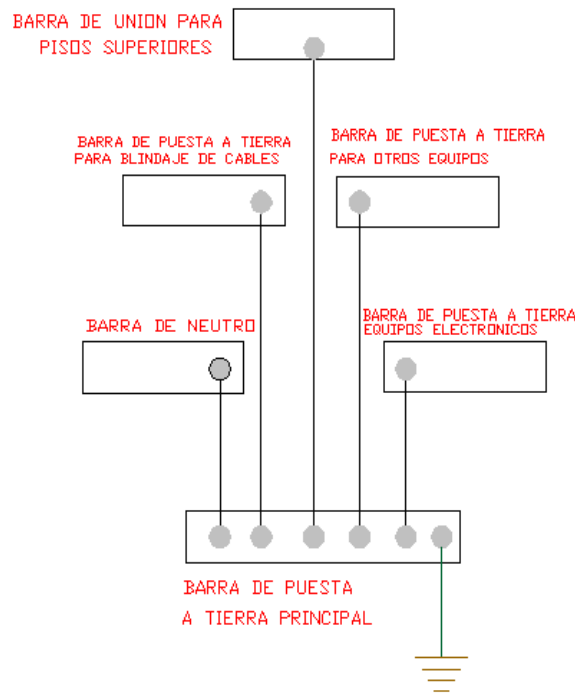 BARRA DE UNION PARA
PISOS SUPERIORES
BARRA DE PUESTA A TIERRA
PARA BLINDAJE DE CABLES
BARRA DE PUESTA A TIERRA
PARA OTROS EQUIPOS
BARRA DE NEUTRO
BARRA DE PUESTA A TIERRA
EQUIPOS ELECTRONICOS
BARRA DE PUESTA
A TIERRA PRINCIPAL